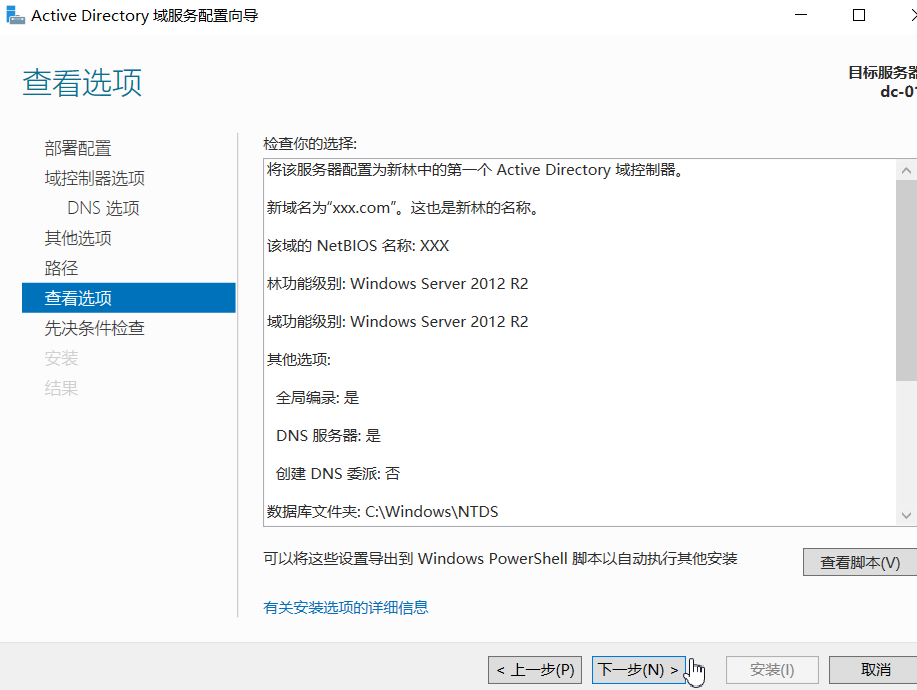 Active Directory 域服务配置向导
查看选项
目标服务器
dc-01
部署配置
域控制器选项
DNS 选项
其他选项
路径
查看选项
先决条件检查
安装
结果
检查你的选择:
将该服务器配置为新林中的第一个 Active Directory 域控制器。
新域名为“xxx.com”。这也是新林的名称。
该域的 NetBIOS 名称: XXX
林功能级别: Windows Server 2012 R2
域功能级别: Windows Server 2012 R2
其他选项:
全局编录: 是
DNS 服务器: 是
创建 DNS 委派: 否
数据库文件夹: C:\Windows\NTDS
可以将这些设置导出到 Windows PowerShell 脚本以自动执行其他安装
查看脚本(V)
有关安装选项的详细信息
< 上一步(P)
下一步(N) >
安装(I)
取消